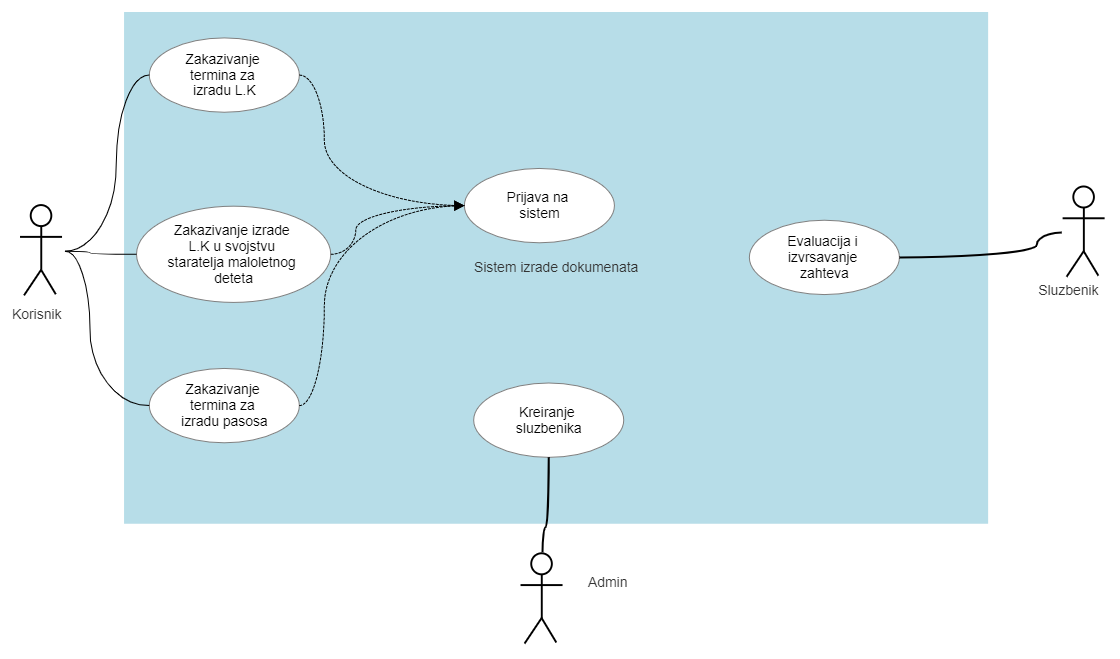 Zakazivanje
termina za
izradu L.K
Prijava na
sistem
Zakazivanje izrade
L.K u svojstvu
staratelja maloletnog
deteta
Evaluacija i
izvrsavanje
zahteva
Sistem izrade dokumenata
Sluzbenik
Korisnik
Zakazivanje
termina za
izradu pasosa
Kreiranje
sluzbenika
Admin